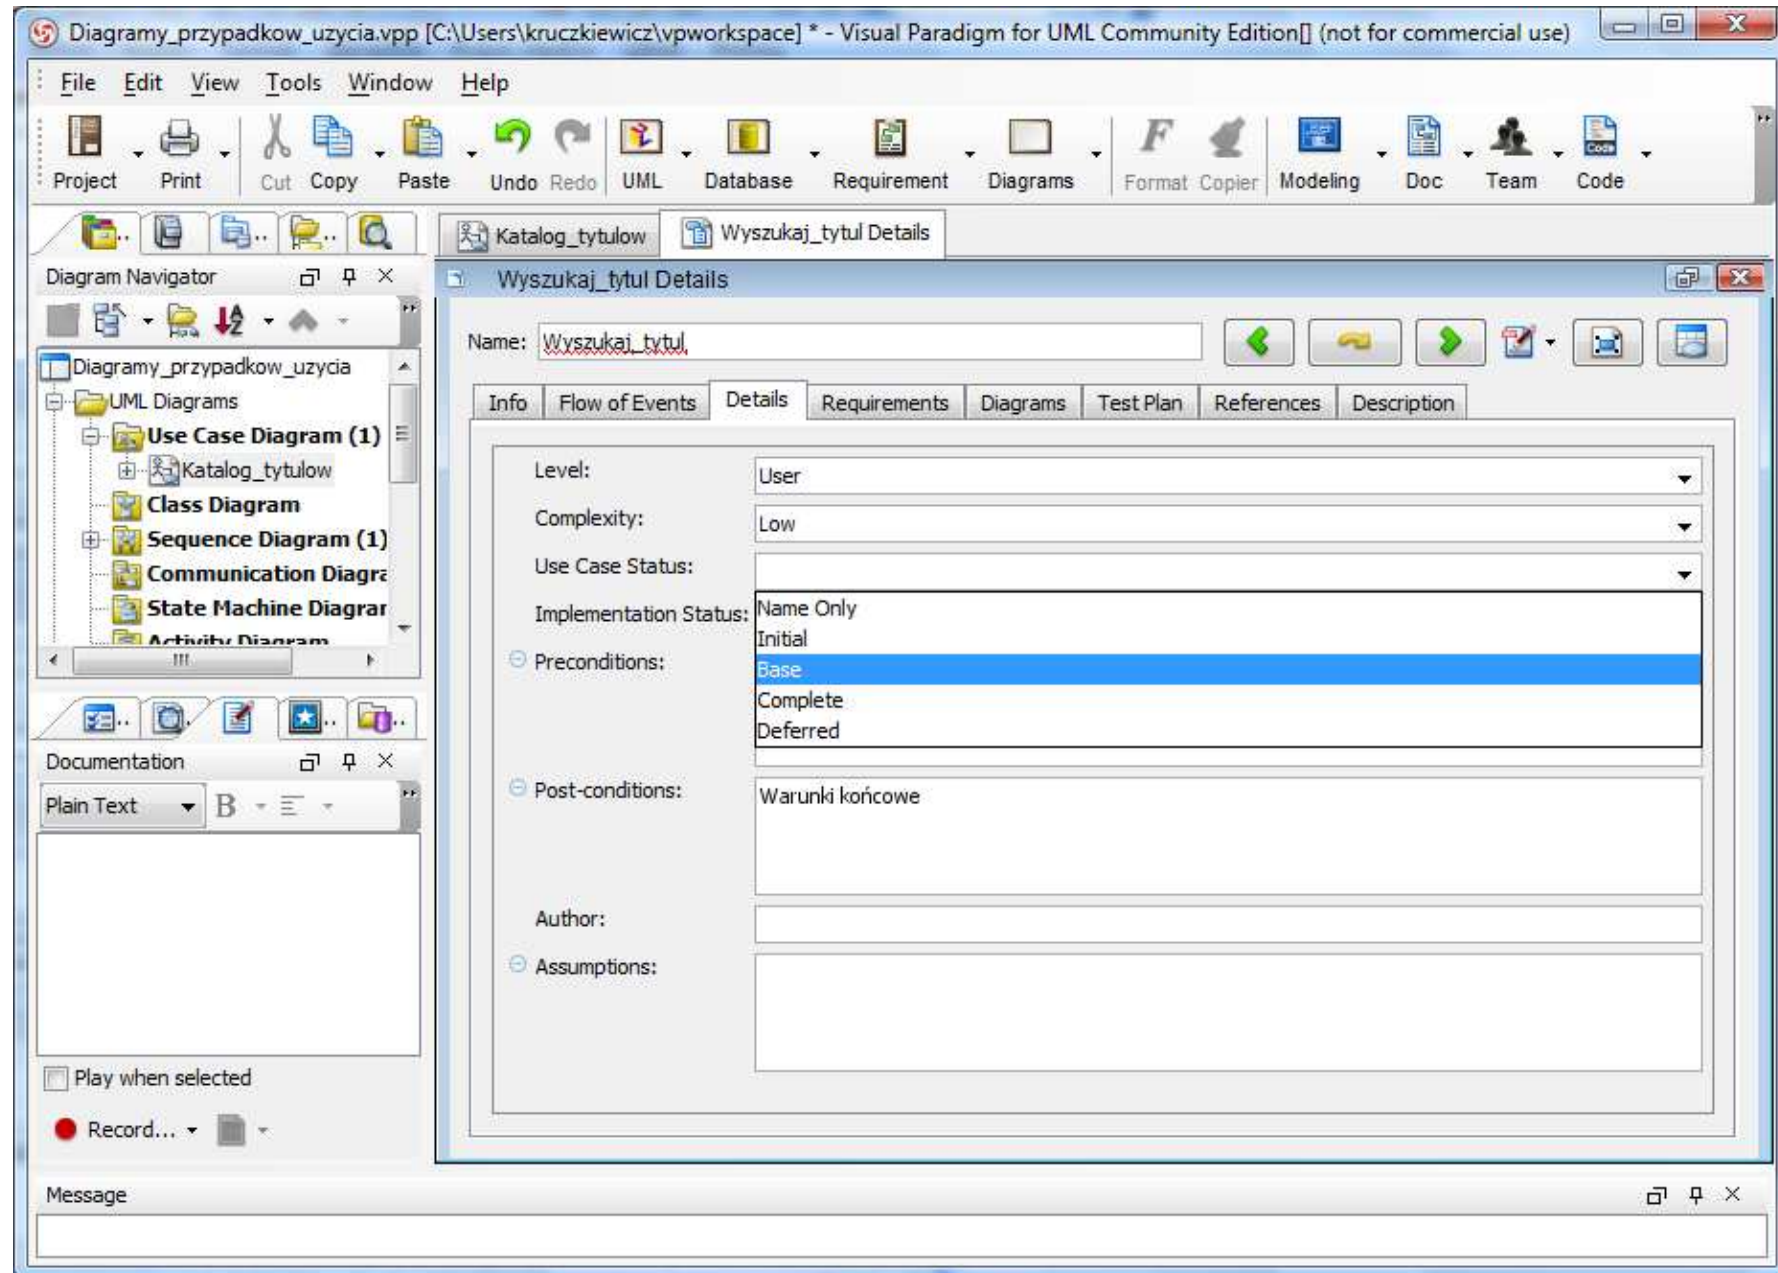 Diagramy_przypadkow_uzycia.vpp [C:\Users\kruczkiewicz\vpworkspace] * - Visual Paradigm for UML Community Edition[] (not for commercial use)
File Edit View Tools Window Help
Project Print Cut Copy Paste Undo Redo UML Database Requirement Diagrams Format Copier Modeling Doc Team Code
Katalog_tytulow Wyszukaj_tytul Details
Diagram Navigator
Wyszukaj_tytul Details
Name: Wyszukaj_tytul
Diagramy_przypadkow_uzycia
UML Diagrams
Use Case Diagram (1)
Katalog_tytulow
Class Diagram
Sequence Diagram (1)
Communication Diagra
State Machine Diagrar
Activity Diagram
Info Flow of Events Details Requirements Diagrams Test Plan References Description
Level: User
Complexity: Low
Use Case Status:
Implementation Status:
Name Only
Initial
Base
Complete
Deferred
Preconditions:
Post-conditions: Warunki końcowe
Author:
Assumptions:
Documentation
Plain Text B
Play when selected
Record...
Message